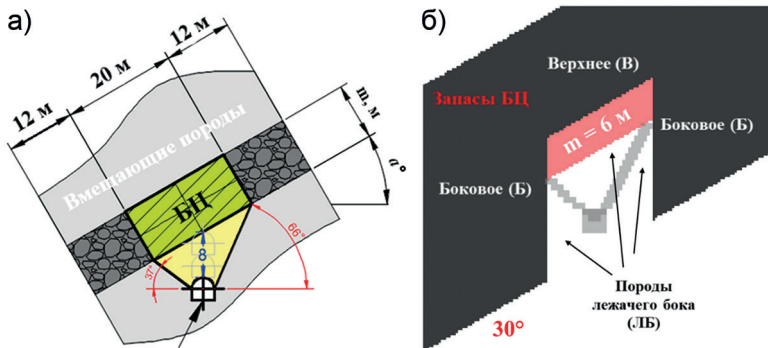 а)
12 м
20 м
12 м
m, м
a°
Вмещающие породы
БЦ
8
37°
66°
б)
Верхнее (В)
Запасы БЦ
m = 6 м
Боковое (Б)
Боковое (Б)
Породы
лежачего бока
(ЛБ)
30°